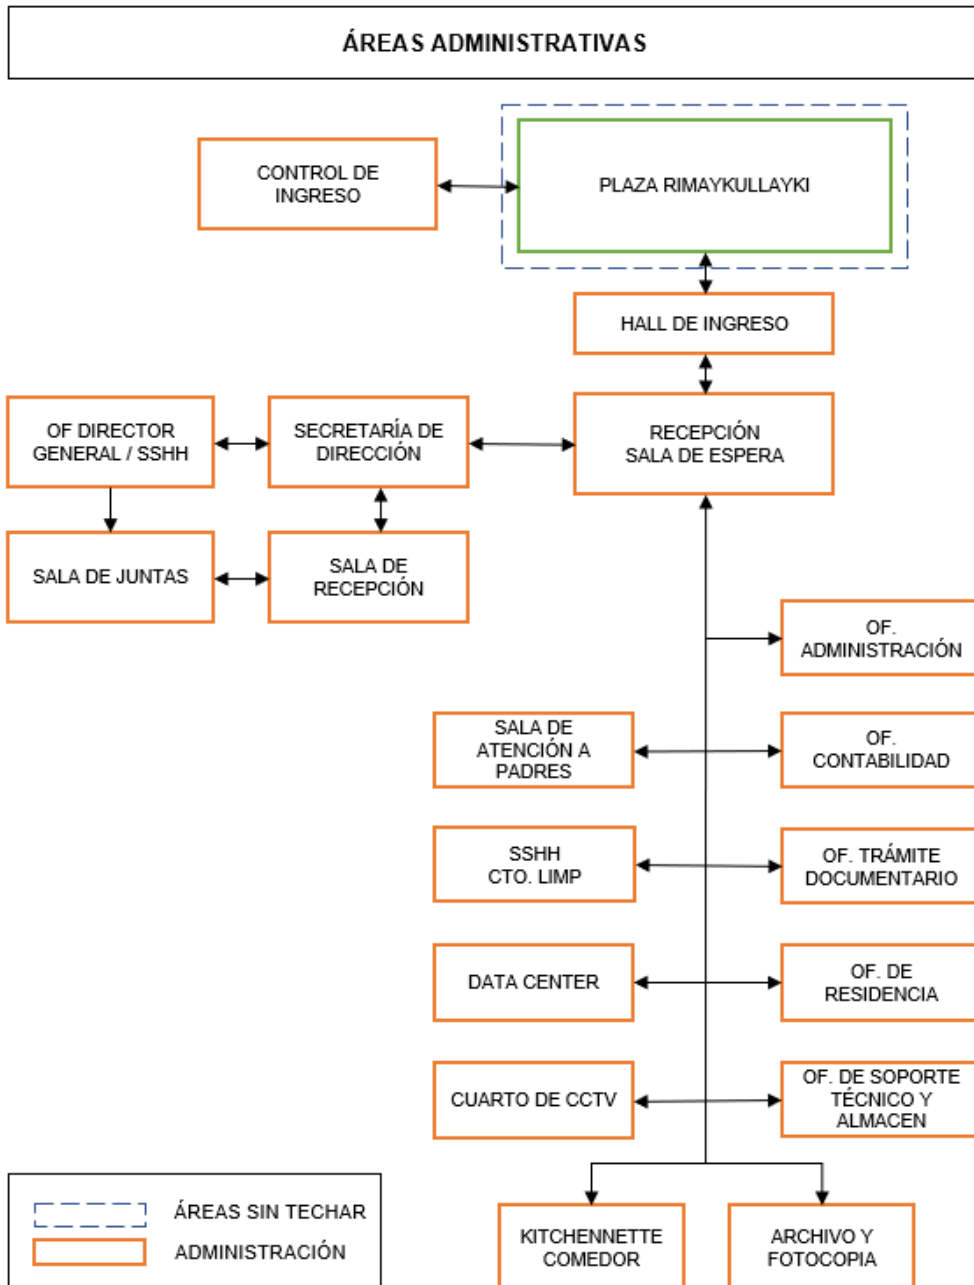 ÁREAS ADMINISTRATIVAS
CONTROL DE
INGRESO
PLAZA RIMAYKULLAYKI
HALL DE INGRESO
OF DIRECTOR
GENERAL / SSHH
SECRETARÍA DE
DIRECCIÓN
RECEPCIÓN
SALA DE ESPERA
SALA DE JUNTAS
SALA DE
RECEPCIÓN
OF.
ADMINISTRACIÓN
SALA DE
ATENCIÓN A
PADRES
OF.
CONTABILIDAD
SSHH
CTO. LIMP
OF. TRÁMITE
DOCUMENTARIO
DATA CENTER
OF. DE
RESIDENCIA
CUARTO DE CCTV
OF. DE SOPORTE
TÉCNICO Y
ALMACEN
KITCHENNETTE
COMEDOR
ARCHIVO Y
FOTOCOPIA
ÁREAS SIN TECHAR
ADMINISTRACIÓN